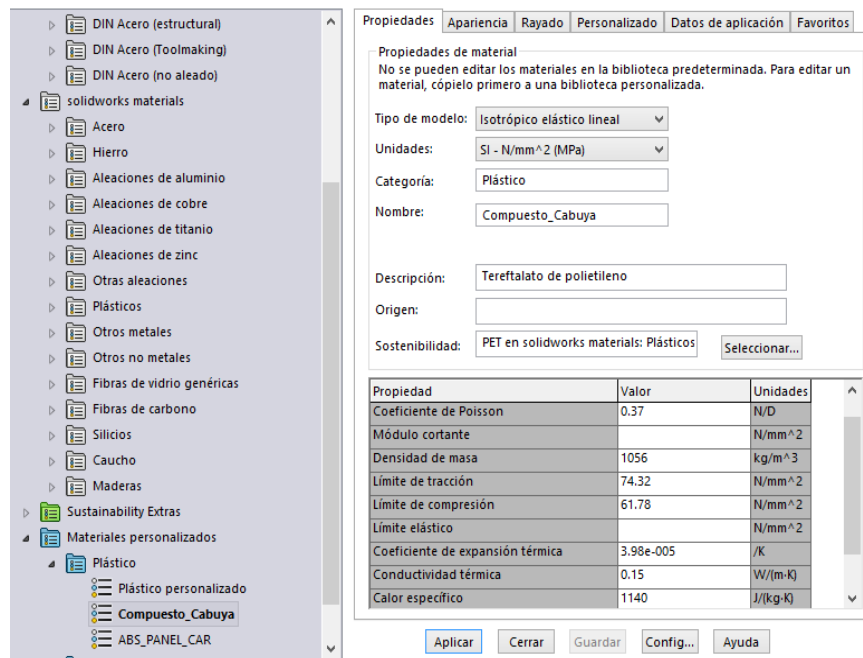 DIN Acero (estructural)
DIN Acero (Toolmaking)
DIN Acero (no aleado)
solidworks materials
Acero
Hierro
Aleaciones de aluminio
Aleaciones de cobre
Aleaciones de titanio
Aleaciones de zinc
Otras aleaciones
Plásticos
Otros metales
Otros no metales
Fibras de vidrio genéricas
Fibras de carbono
Silicios
Caucho
Maderas
Sustainability Extras
Materiales personalizados
Plástico
Plástico personalizado
Compuesto_Cabuya
ABS_PANEL_CAR
Propiedades Apariencia Rayado Personalizado Datos de aplicación Favoritos
Propiedades de material
No se pueden editar los materiales en la biblioteca predeterminada. Para editar un
material, cópielo primero a una biblioteca personalizada.
Tipo de modelo: Isotrópico elástico lineal
Unidades: SI - N/mm^2 (MPa)
Categoría: Plástico
Nombre: Compuesto_Cabuya
Descripción: Tereftalato de polietileno
Origen:
Sostenibilidad: PET en solidworks materials: Plásticos Seleccionar...
Propiedad Valor Unidades
Coeficiente de Poisson 0.37 N/D
Módulo cortante N/mm^2
Densidad de masa 1056 kg/m^3
Límite de tracción 74.32 N/mm^2
Límite de compresión 61.78 N/mm^2
Límite elástico N/mm^2
Coeficiente de expansión térmica 3.98e-005 /K
Conductividad térmica 0.15 W/(m·K)
Calor específico 1140 J/(kg·K)
Aplicar Cerrar Guardar Config... Ayuda